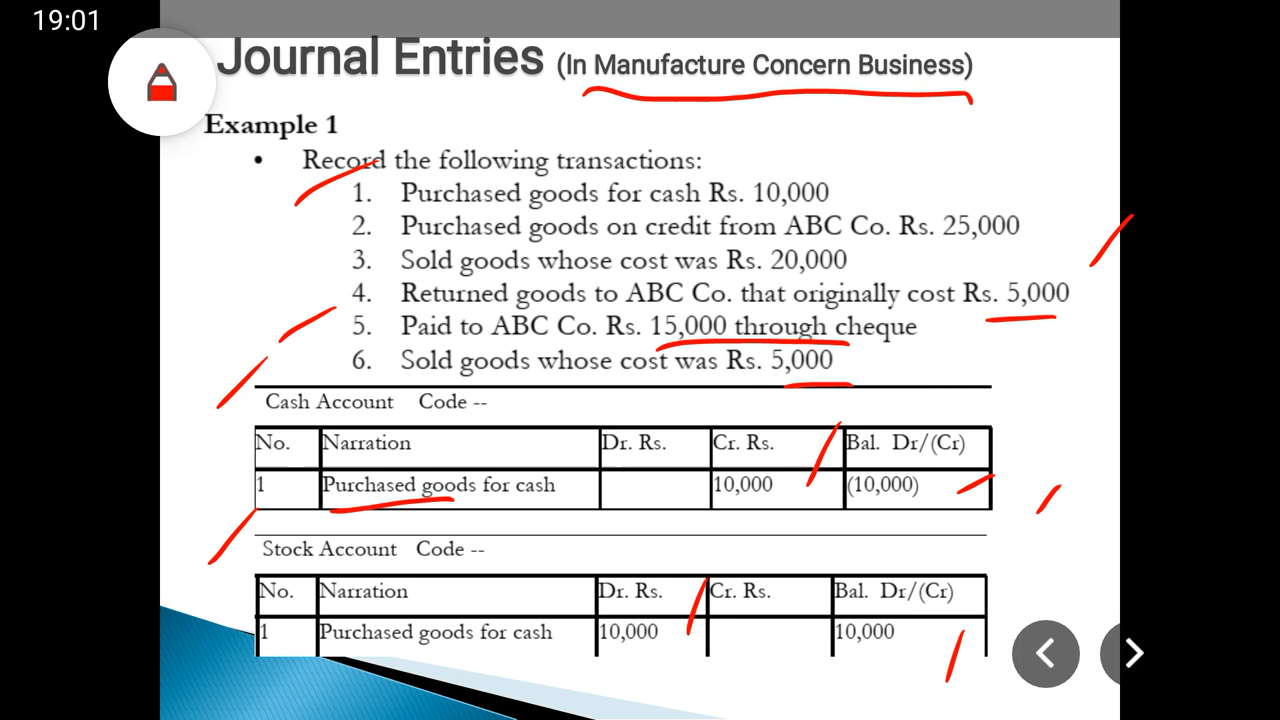 19:01
Journal Entries (In Manufacture Concern Business)
Example 1
• Record the following transactions:
1. Purchased goods for cash Rs. 10,000
2. Purchased goods on credit from ABC Co. Rs. 25,000
3. Sold goods whose cost was Rs. 20,000
4. Returned goods to ABC Co. that originally cost Rs. 5,000
5. Paid to ABC Co. Rs. 15,000 through cheque
6. Sold goods whose cost was Rs. 5,000
Cash Account Code --
No. Narration Dr. Rs. Cr. Rs. Bal. Dr/(Cr)
1 Purchased goods for cash 10,000 (10,000)
Stock Account Code --
No. Narration Dr. Rs. Cr. Rs. Bal. Dr/(Cr)
1 Purchased goods for cash 10,000 10,000